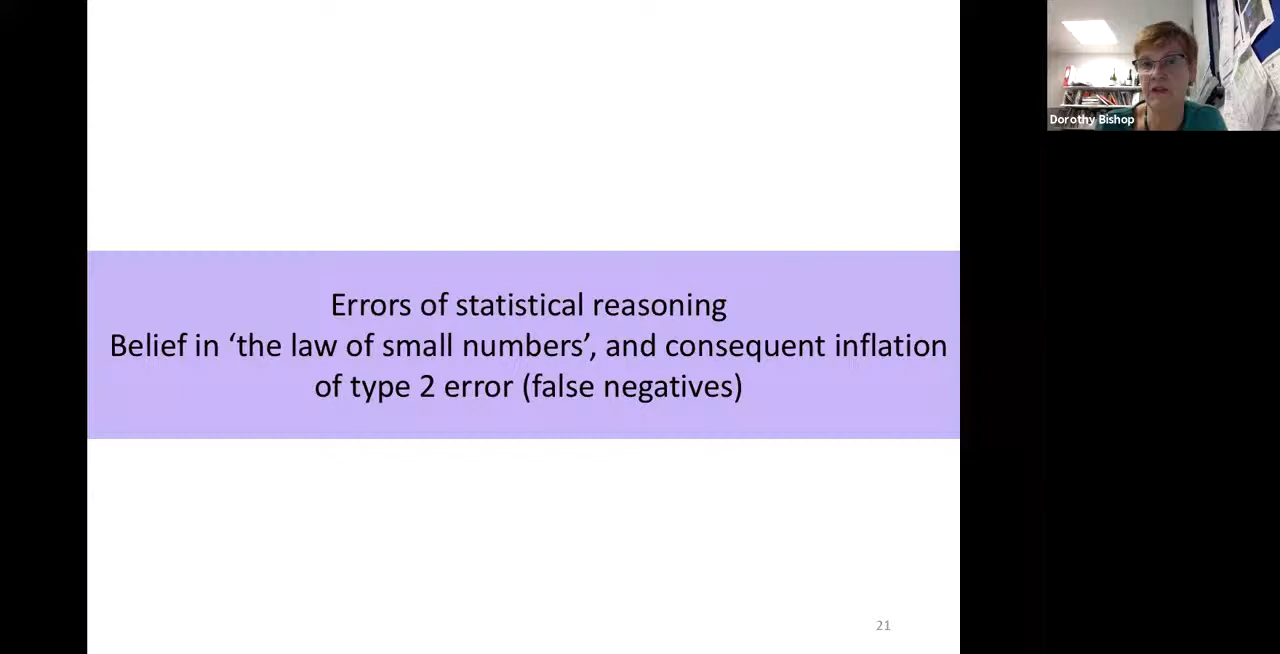 Dorothy Bishop
Errors of statistical reasoning
Belief in ‘the law of small numbers’, and consequent inflation
of type 2 error (false negatives)
21